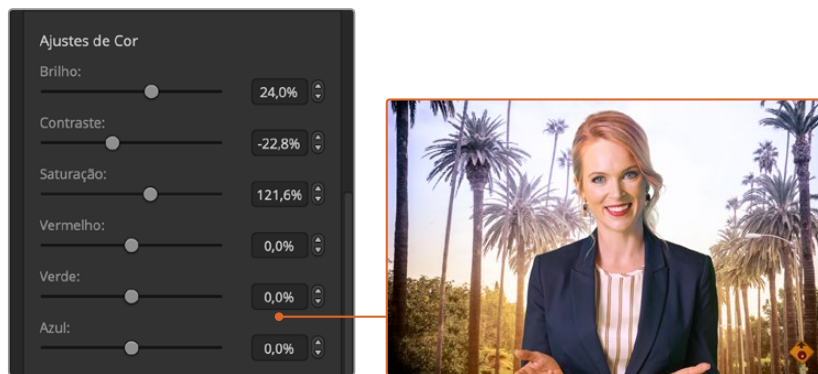 Ajustes de Cor
Brilho:
24,0%
Contraste:
-22,8%
Saturação:
121,6%
Vermelho:
0,0%
Verde:
0,0%
Azul:
0,0%